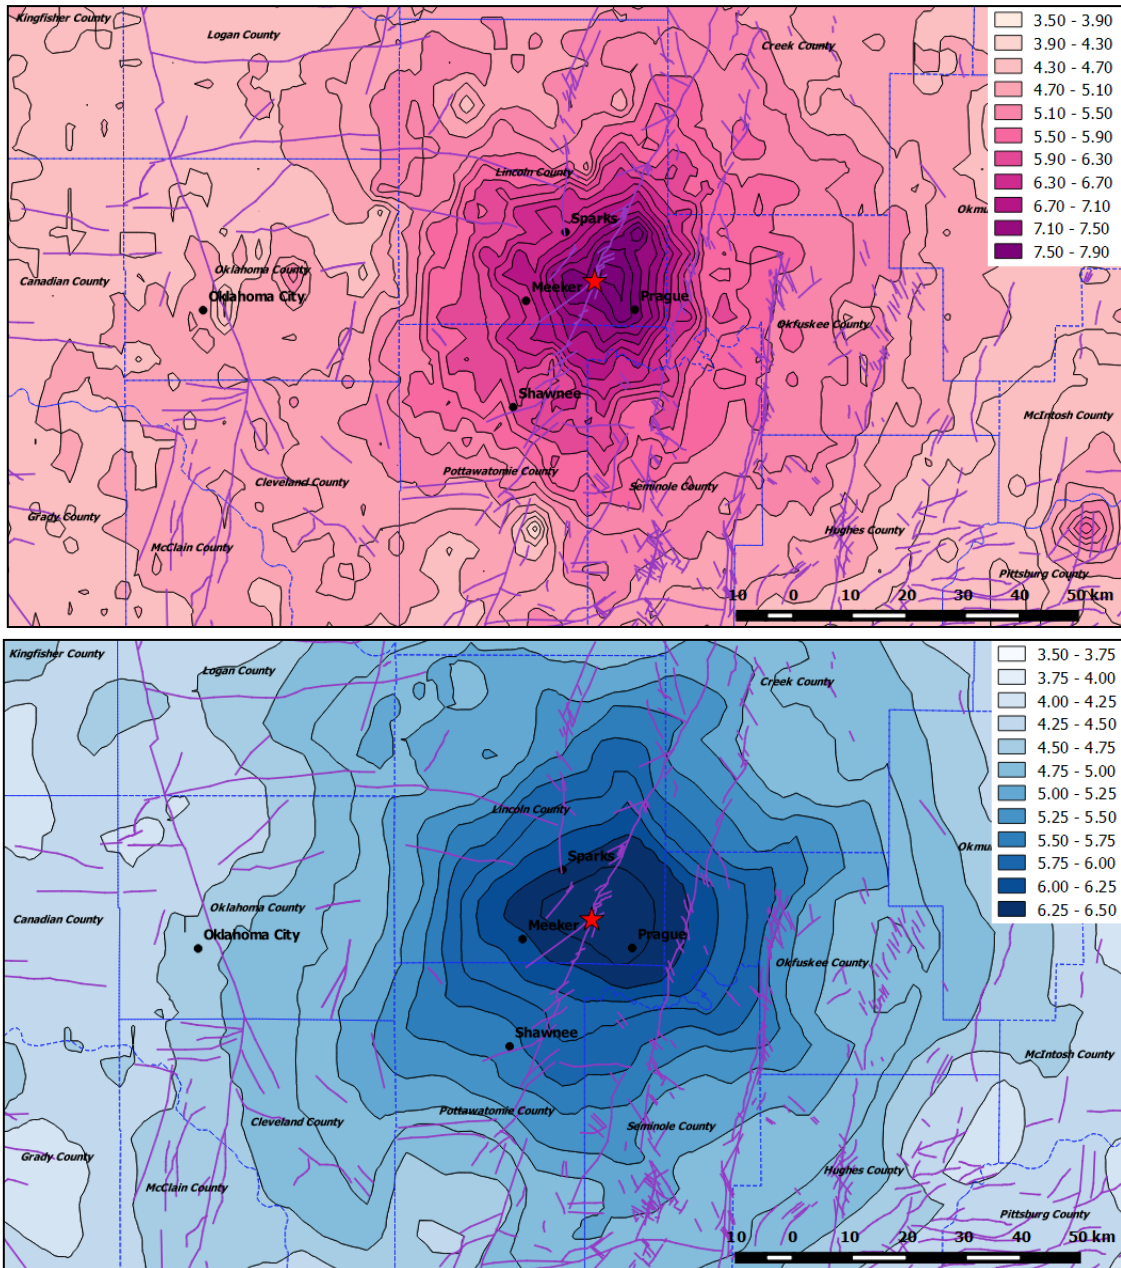 Kingfisher County
Logan County
Creek County
3.50 - 3.90
3.90 - 4.30
4.30 - 4.70
4.70 - 5.10
5.10 - 5.50
5.50 - 5.90
5.90 - 6.30
6.30 - 6.70
6.70 - 7.10
7.10 - 7.50
7.50 - 7.90
Lincoln County
Okmu
Sparks
Canadian County
Oklahoma County
Oklahoma City
Meeker
Prague
Okfuskee County
Shawnee
McIntosh County
Pottawatomie County
Cleveland County
Seminole County
Grady County
McClain County
Hughes County
Pittsburg County
10 0 10 20 30 40 50 km
Kingfisher County
Logan County
Creek County
3.50 - 3.75
3.75 - 4.00
4.00 - 4.25
4.25 - 4.50
4.50 - 4.75
4.75 - 5.00
5.00 - 5.25
5.25 - 5.50
5.50 - 5.75
5.75 - 6.00
6.00 - 6.25
6.25 - 6.50
Lincoln County
Okmu
Sparks
Canadian County
Oklahoma County
Oklahoma City
Meeker
Prague
Okfuskee County
Shawnee
McIntosh County
Pottawatomie County
Cleveland County
Seminole County
Grady County
McClain County
Hughes County
Pittsburg County
10 0 10 20 30 40 50 km